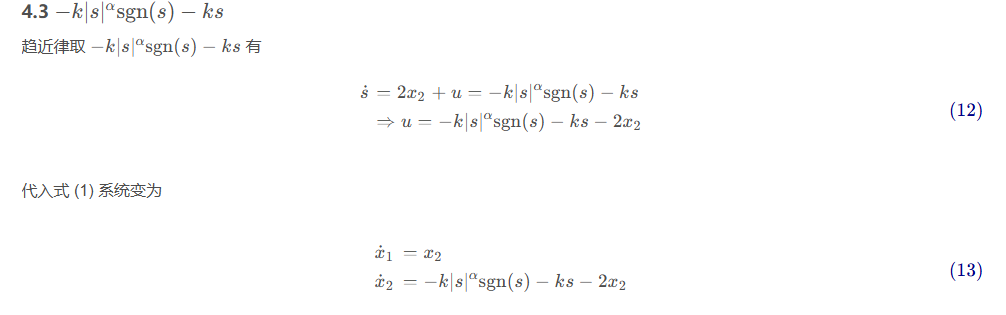 4.3 −k|s|^α sgn(s) − ks
趋近律取 −k|s|^α sgn(s) − ks 有
ṡ = 2x₂ + u = −k|s|^α sgn(s) − ks
⇒ u = −k|s|^α sgn(s) − ks − 2x₂
(12)
代入式 (1) 系统变为
ẋ₁ = x₂
ẋ₂ = −k|s|^α sgn(s) − ks − 2x₂
(13)